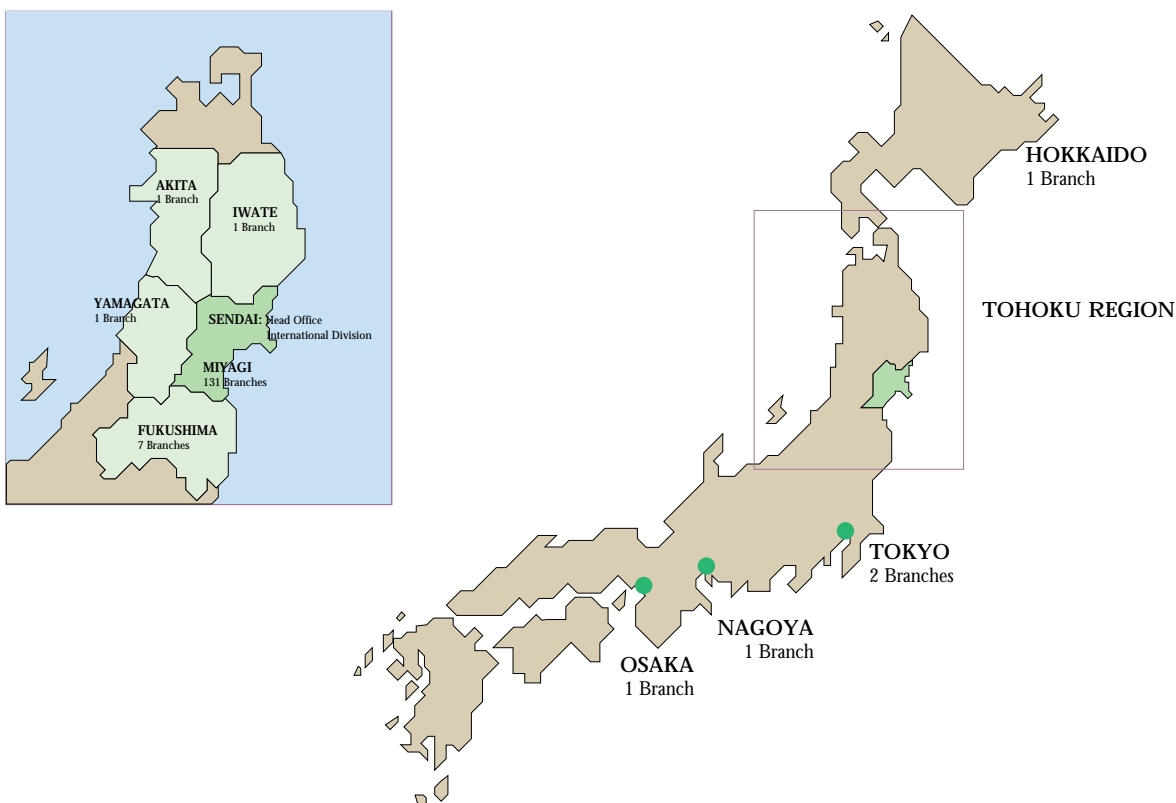 AKITA
1 Branch
IWATE
1 Branch
YAMAGATA
1 Branch
SENDAI: Head Office
International Division
MIYAGI
131 Branches
FUKUSHIMA
7 Branches
HOKKAIDO
1 Branch
TOHOKU REGION
TOKYO
2 Branches
NAGOYA
1 Branch
OSAKA
1 Branch